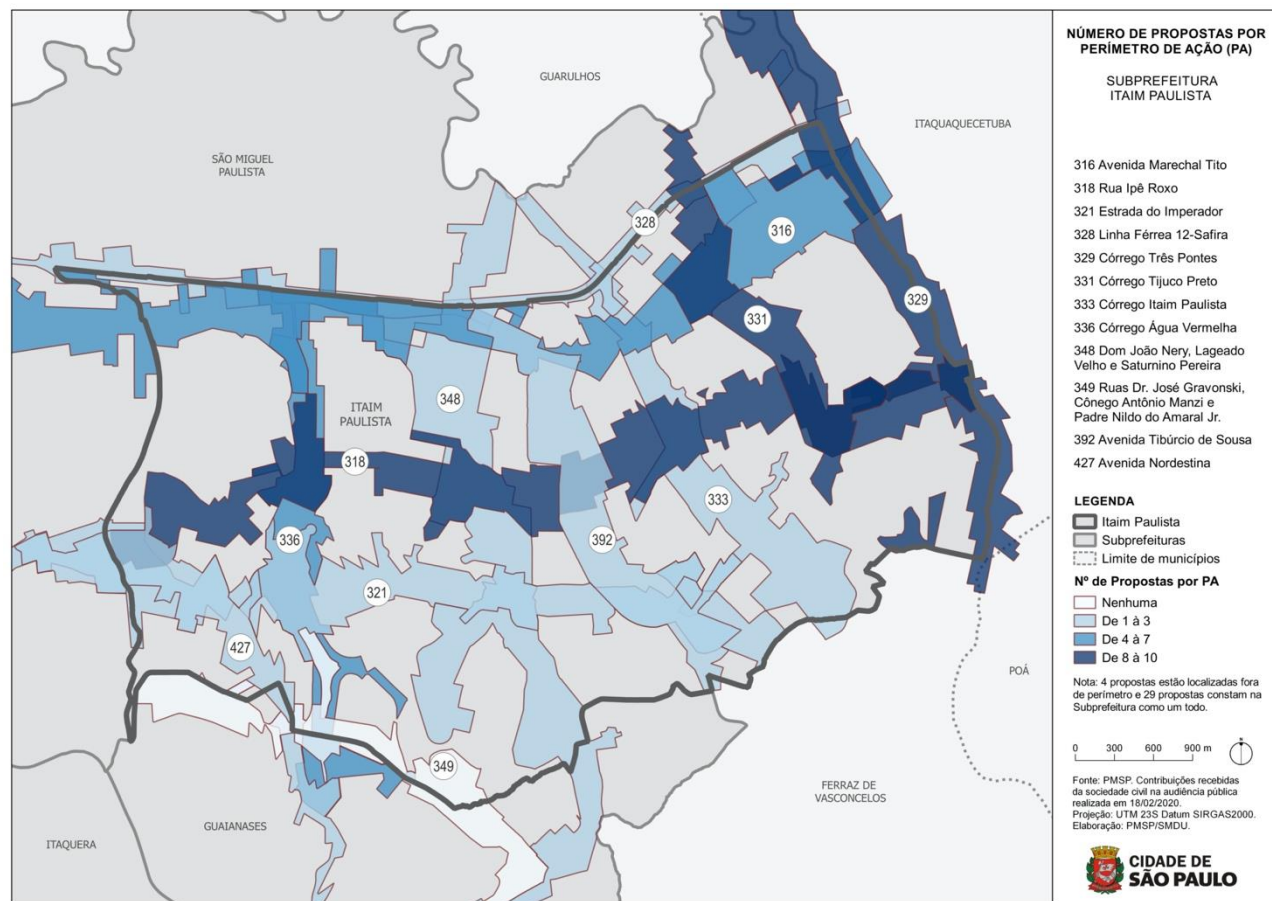 GUARULHOS
ITAQUAQUECETUBA
SÃO MIGUEL
PAULISTA
328
316
329
331
348
ITAIM
PAULISTA
318
333
336
392
321
427
POÁ
349
FERRAZ DE
VASCONCELOS
GUAIANASES
ITAQUERA
NÚMERO DE PROPOSTAS POR
PERÍMETRO DE AÇÃO (PA)
SUBPREFEITURA
ITAIM PAULISTA
316 Avenida Marechal Tito
318 Rua Ipê Roxo
321 Estrada do Imperador
328 Linha Férrea 12-Safira
329 Córrego Três Pontes
331 Córrego Tijuco Preto
333 Córrego Itaim Paulista
336 Córrego Água Vermelha
348 Dom João Nery, Lageado
Velho e Saturnino Pereira
349 Ruas Dr. José Gravonski,
Cônego Antônio Manzi e
Padre Nildo do Amaral Jr.
392 Avenida Tibúrcio de Sousa
427 Avenida Nordestina
LEGENDA
Itaim Paulista
Subprefeituras
Limite de municípios
Nº de Propostas por PA
Nenhuma
De 1 à 3
De 4 à 7
De 8 à 10
Nota: 4 propostas estão localizadas fora
de perímetro e 29 propostas constam na
Subprefeitura como um todo.
0 300 600 900 m
N
Fonte: PMSP. Contribuições recebidas
da sociedade civil na audiência pública
realizada em 18/02/2020.
Projeção: UTM 23S Datum SIRGAS2000.
Elaboração: PMSP/SMDU.
CIDADE DE
SÃO PAULO